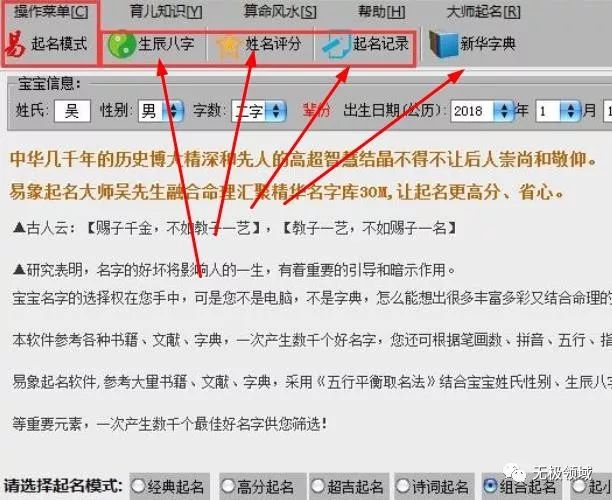 操作菜单[C] 育儿知识[Y] 算命风水[S] 帮助[H] 大师起名[R]
易 起名模式 生辰八字 姓名评分 起名记录 新华字典
宝宝信息:
姓氏: 吴 性别: 男 字数: 二字 辈份 出生日期(公历): 2018 年 1 月 1
中华几千年的历史博大精深和先人的高超智慧结晶不得不让后人崇尚和敬仰。
易象起名大师吴先生融合命理汇聚精华名字库30M,让起名更高分、省心。
▲古人云:【赐子千金，不如教子一艺】,【教子一艺，不如赐子一名】
▲研究表明，名字的好坏将影响人的一生，有着重要的引导和暗示作用。
宝宝名字的选择权在您手中，可是您不是电脑，不是字典，怎么能想出很多丰富多彩又结合命理的
本软件参考各种书籍、文献、字典，一次产生数千个好名字，您还可根据笔画数、拼音、五行、指
易象起名软件,参考大量书籍、文献、字典，采用《五行平衡取名法》结合宝宝姓氏性别、生辰八字
等重要元素，一次产生数千个最佳好名字供您筛选!
请选择起名模式: 经典起名 高分起名 超吉起名 诗词起名 组合起名 起小
无极领域